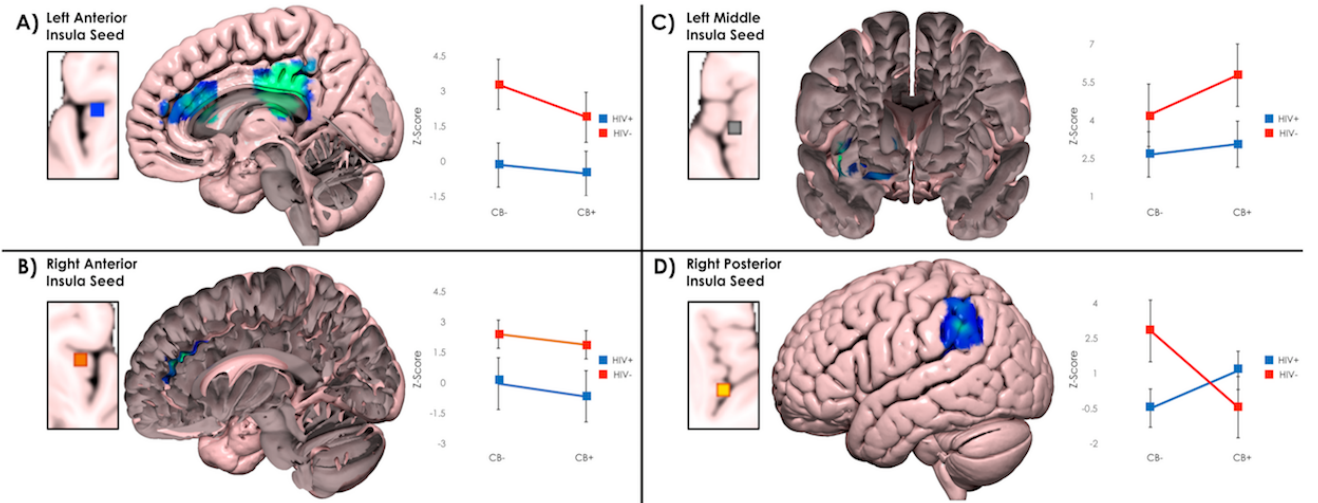 A) Left Anterior
Insula Seed
4.5
3
1.5
0
-1.5
Z-Score
CB-
CB+
HIV+
HIV-
C) Left Middle
Insula Seed
7
5.5
4
2.5
1
Z-Score
CB-
CB+
HIV+
HIV-
B) Right Anterior
Insula Seed
4.5
3
1.5
0
-1.5
-3
Z-Score
CB-
CB+
HIV+
HIV-
D) Right Posterior
Insula Seed
4
2.5
1
-0.5
-2
Z-Score
CB-
CB+
HIV+
HIV-